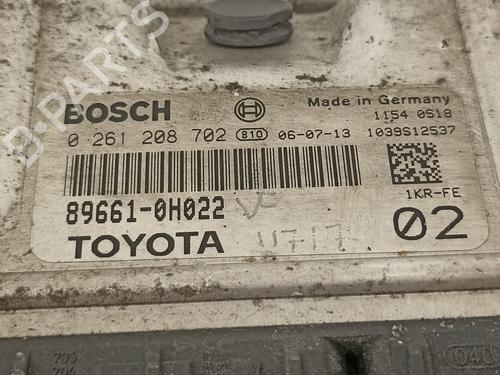 BOSCH
Made in Germany
1154 0518
0 261 208 702 810 06-07-13 1039S12537
89661-0H022
1KR-FE
TOYOTA
02
B-PARTS